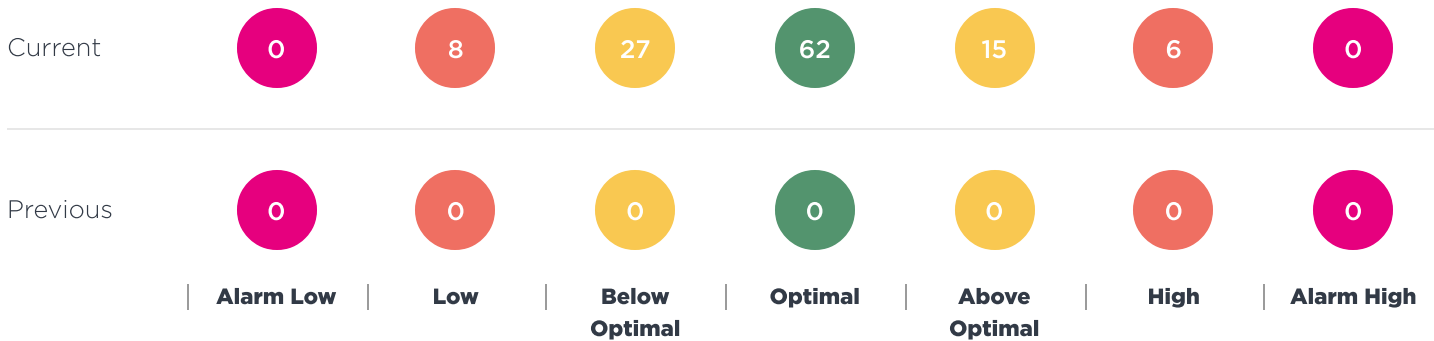 Current 0 8 27 62 15 6 0
Previous 0 0 0 0 0 0 0
Alarm Low Low Below Optimal Above High Alarm High
Optimal Optimal